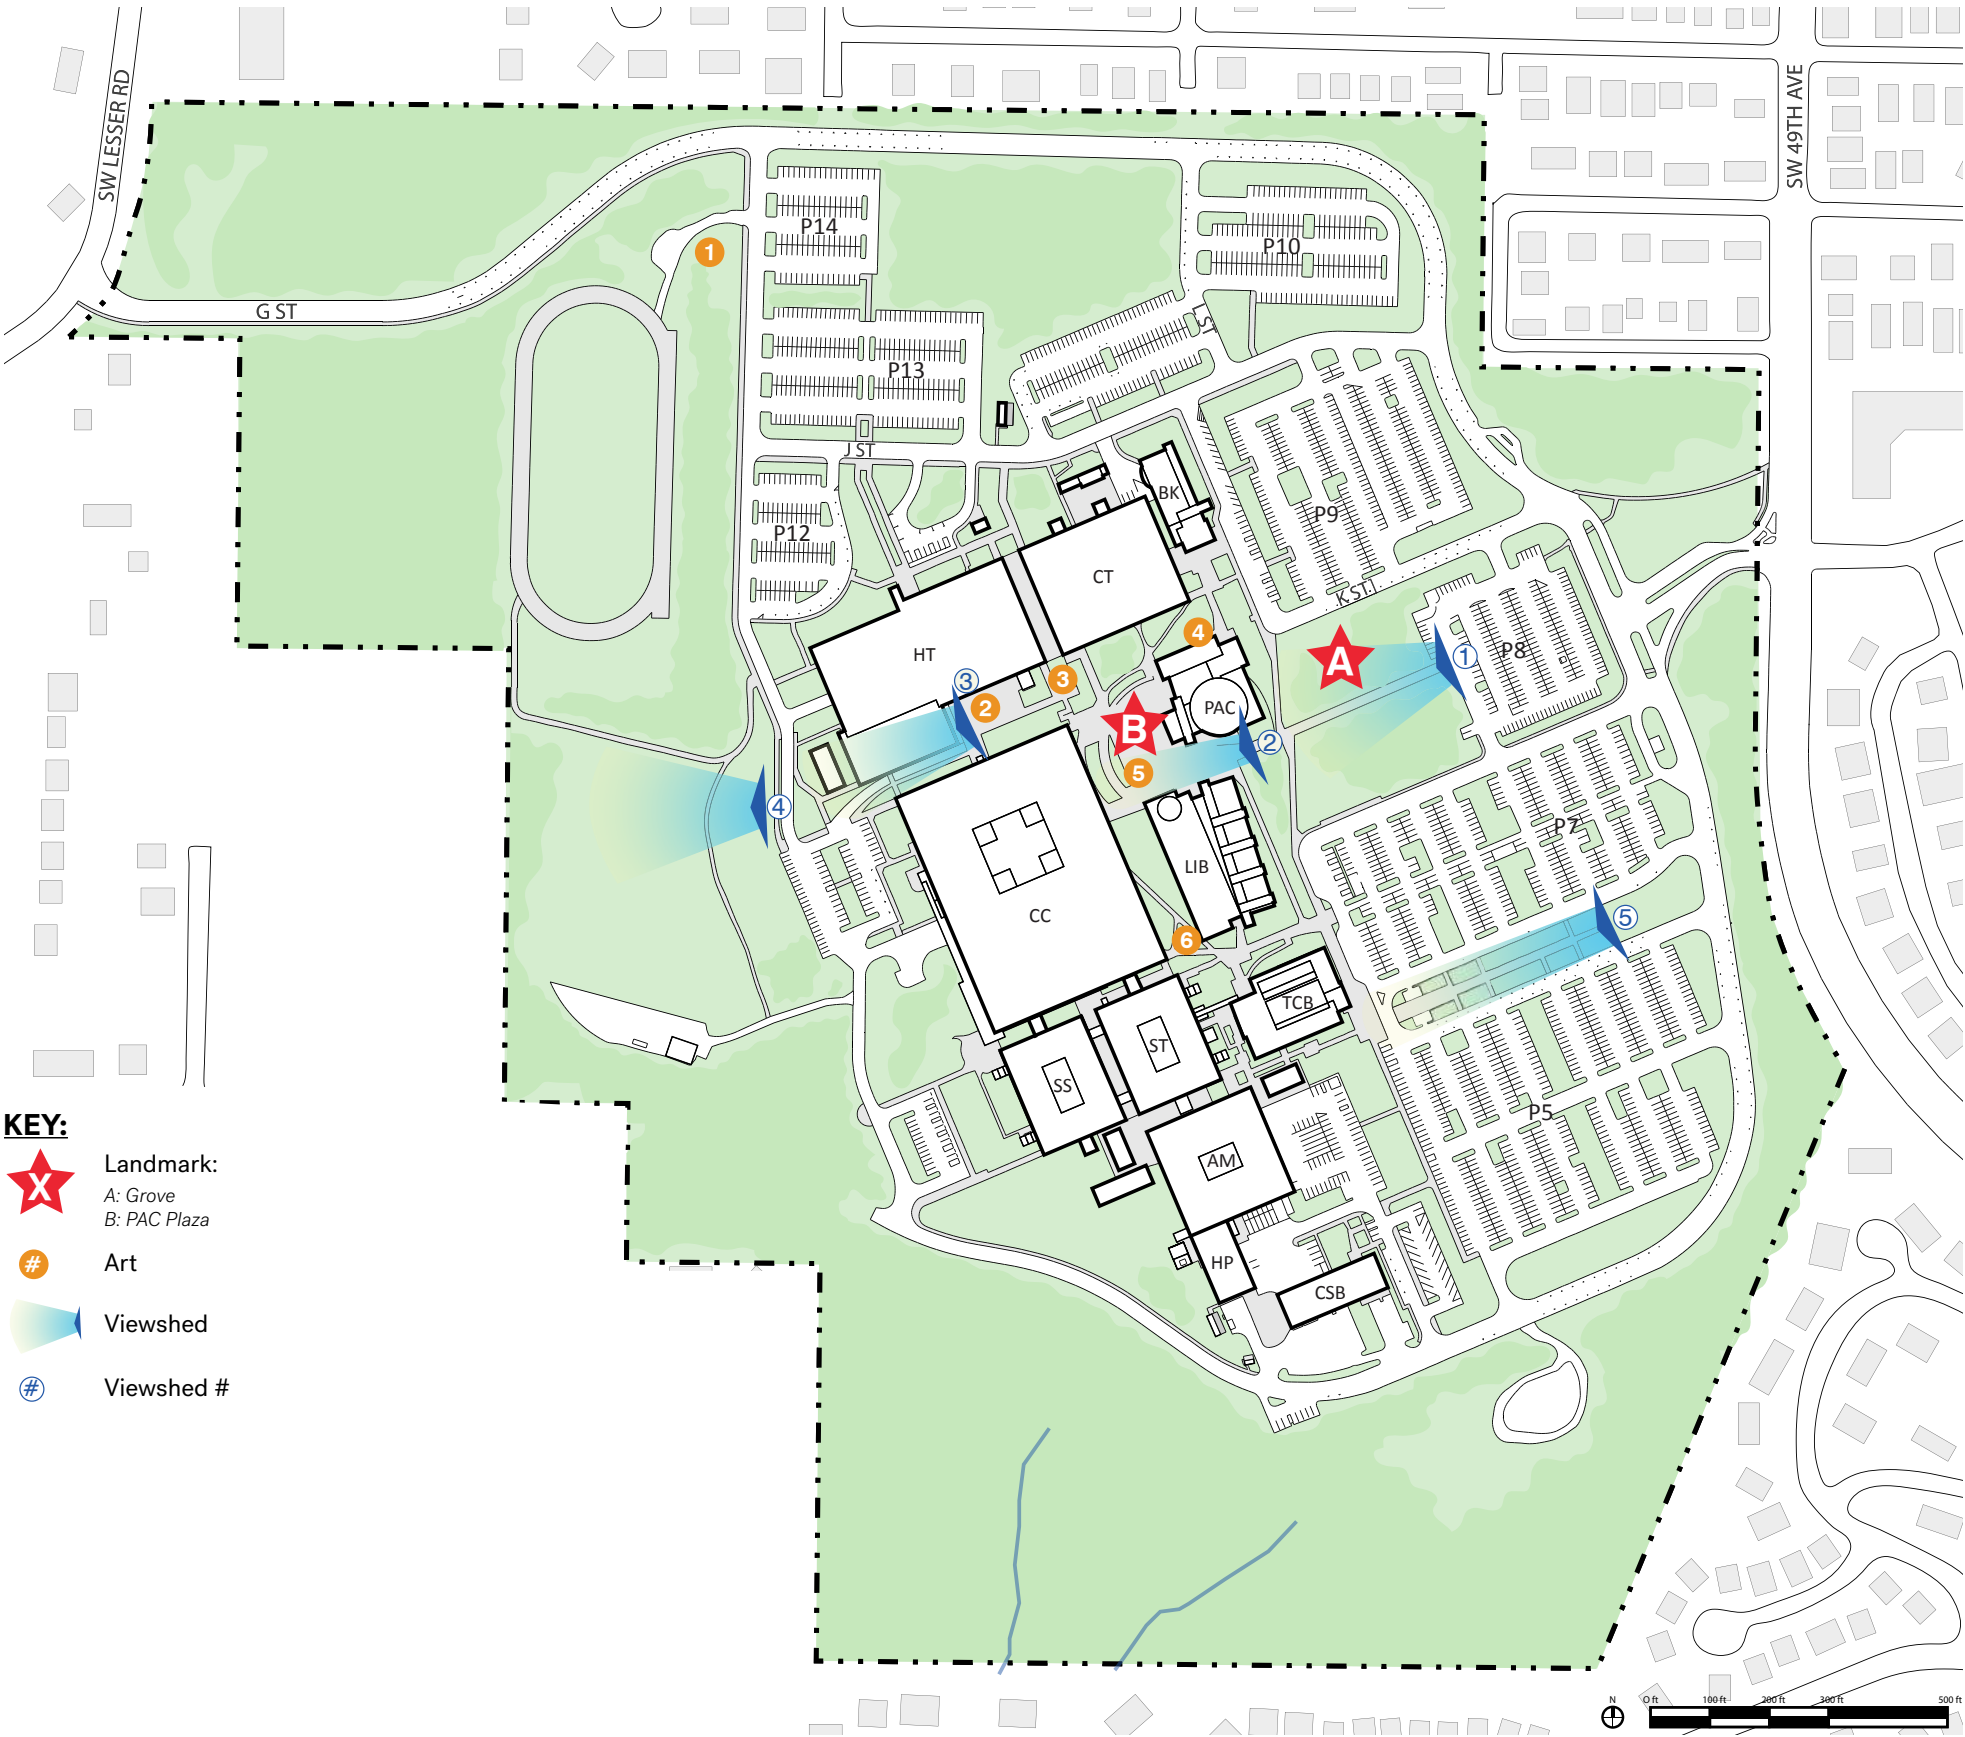 SW LESSER RD
SW 49TH AVE
P14
1
P10
G ST
L ST
P13
J ST
BK
P9
P12
CT
K ST
4
A
1
P8
HT
3
3
2
PAC
B
2
5
4
P7
LIB
CC
5
6
TCB
ST
SS
P5
AM
HP
CSB
KEY:
X
Landmark:
A: Grove
B: PAC Plaza
#
Art
Viewshed
#
Viewshed #
N
0 ft
100 ft
200 ft
300 ft
500 ft